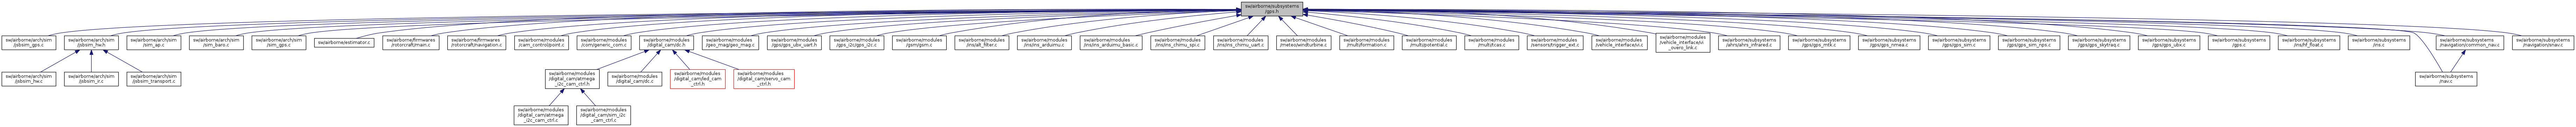 sw/airborne/subsystems
/gps.h
sw/airborne/arch/sim
/jsbsim_gps.c
sw/airborne/arch/sim
/jsbsim_hw.h
sw/airborne/arch/sim
/sim_ap.c
sw/airborne/arch/sim
/sim_baro.c
sw/airborne/arch/sim
/sim_gps.c
sw/airborne/estimator.c
sw/airborne/firmwares
/rotorcraft/main.c
sw/airborne/firmwares
/rotorcraft/navigation.c
sw/airborne/modules
/cam_control/point.c
sw/airborne/modules
/com/generic_com.c
sw/airborne/modules
/digital_cam/dc.h
sw/airborne/modules
/geo_mag/geo_mag.c
sw/airborne/modules
/gps/gps_ubx_ucenter.h
sw/airborne/modules
/gps_i2c/gps_i2c.c
sw/airborne/modules
/gsm/gsm.c
sw/airborne/modules
/ins/alt_filter.c
sw/airborne/modules
/ins/ins_arduimu.c
sw/airborne/modules
/ins/ins_arduimu_basic.c
sw/airborne/modules
/ins/ins_chimu_spi.c
sw/airborne/modules
/ins/ins_chimu_uart.c
sw/airborne/modules
/meteo/windturbine.c
sw/airborne/modules
/multi/formation.c
sw/airborne/modules
/multi/potential.c
sw/airborne/modules
/multi/tcas.c
sw/airborne/modules
/sensors/trigger_ext.c
sw/airborne/modules
/vehicle_interface/vi.c
sw/airborne/modules
/vehicle_interface/vi
_overo_link.c
sw/airborne/subsystems
/ahrs/ahrs_infrared.c
sw/airborne/subsystems
/gps/gps_mtk.c
sw/airborne/subsystems
/gps/gps_nmea.c
sw/airborne/subsystems
/gps/gps_sim.c
sw/airborne/subsystems
/gps/gps_sim_nps.c
sw/airborne/subsystems
/gps/gps_skytraq.c
sw/airborne/subsystems
/gps/gps_ubx.c
sw/airborne/subsystems
/gps.c
sw/airborne/subsystems
/ins/hf_float.c
sw/airborne/subsystems
/ins.c
sw/airborne/subsystems
/navigation/common_nav.c
sw/airborne/subsystems
/navigation/snav.c
sw/airborne/arch/sim
/jsbsim_hw.c
sw/airborne/arch/sim
/jsbsim_ir.c
sw/airborne/arch/sim
/jsbsim_transport.c
sw/airborne/modules
/digital_cam/atmega
_i2c_cam_ctrl.h
sw/airborne/modules
/digital_cam/dc.c
sw/airborne/modules
/digital_cam/led_cam
_ctrl.h
sw/airborne/modules
/digital_cam/servo_cam
_ctrl.h
sw/airborne/subsystems
/nav.c
sw/airborne/modules
/digital_cam/atmega
_i2c_cam_ctrl.c
sw/airborne/modules
/digital_cam/sim_i2c
_cam_ctrl.c